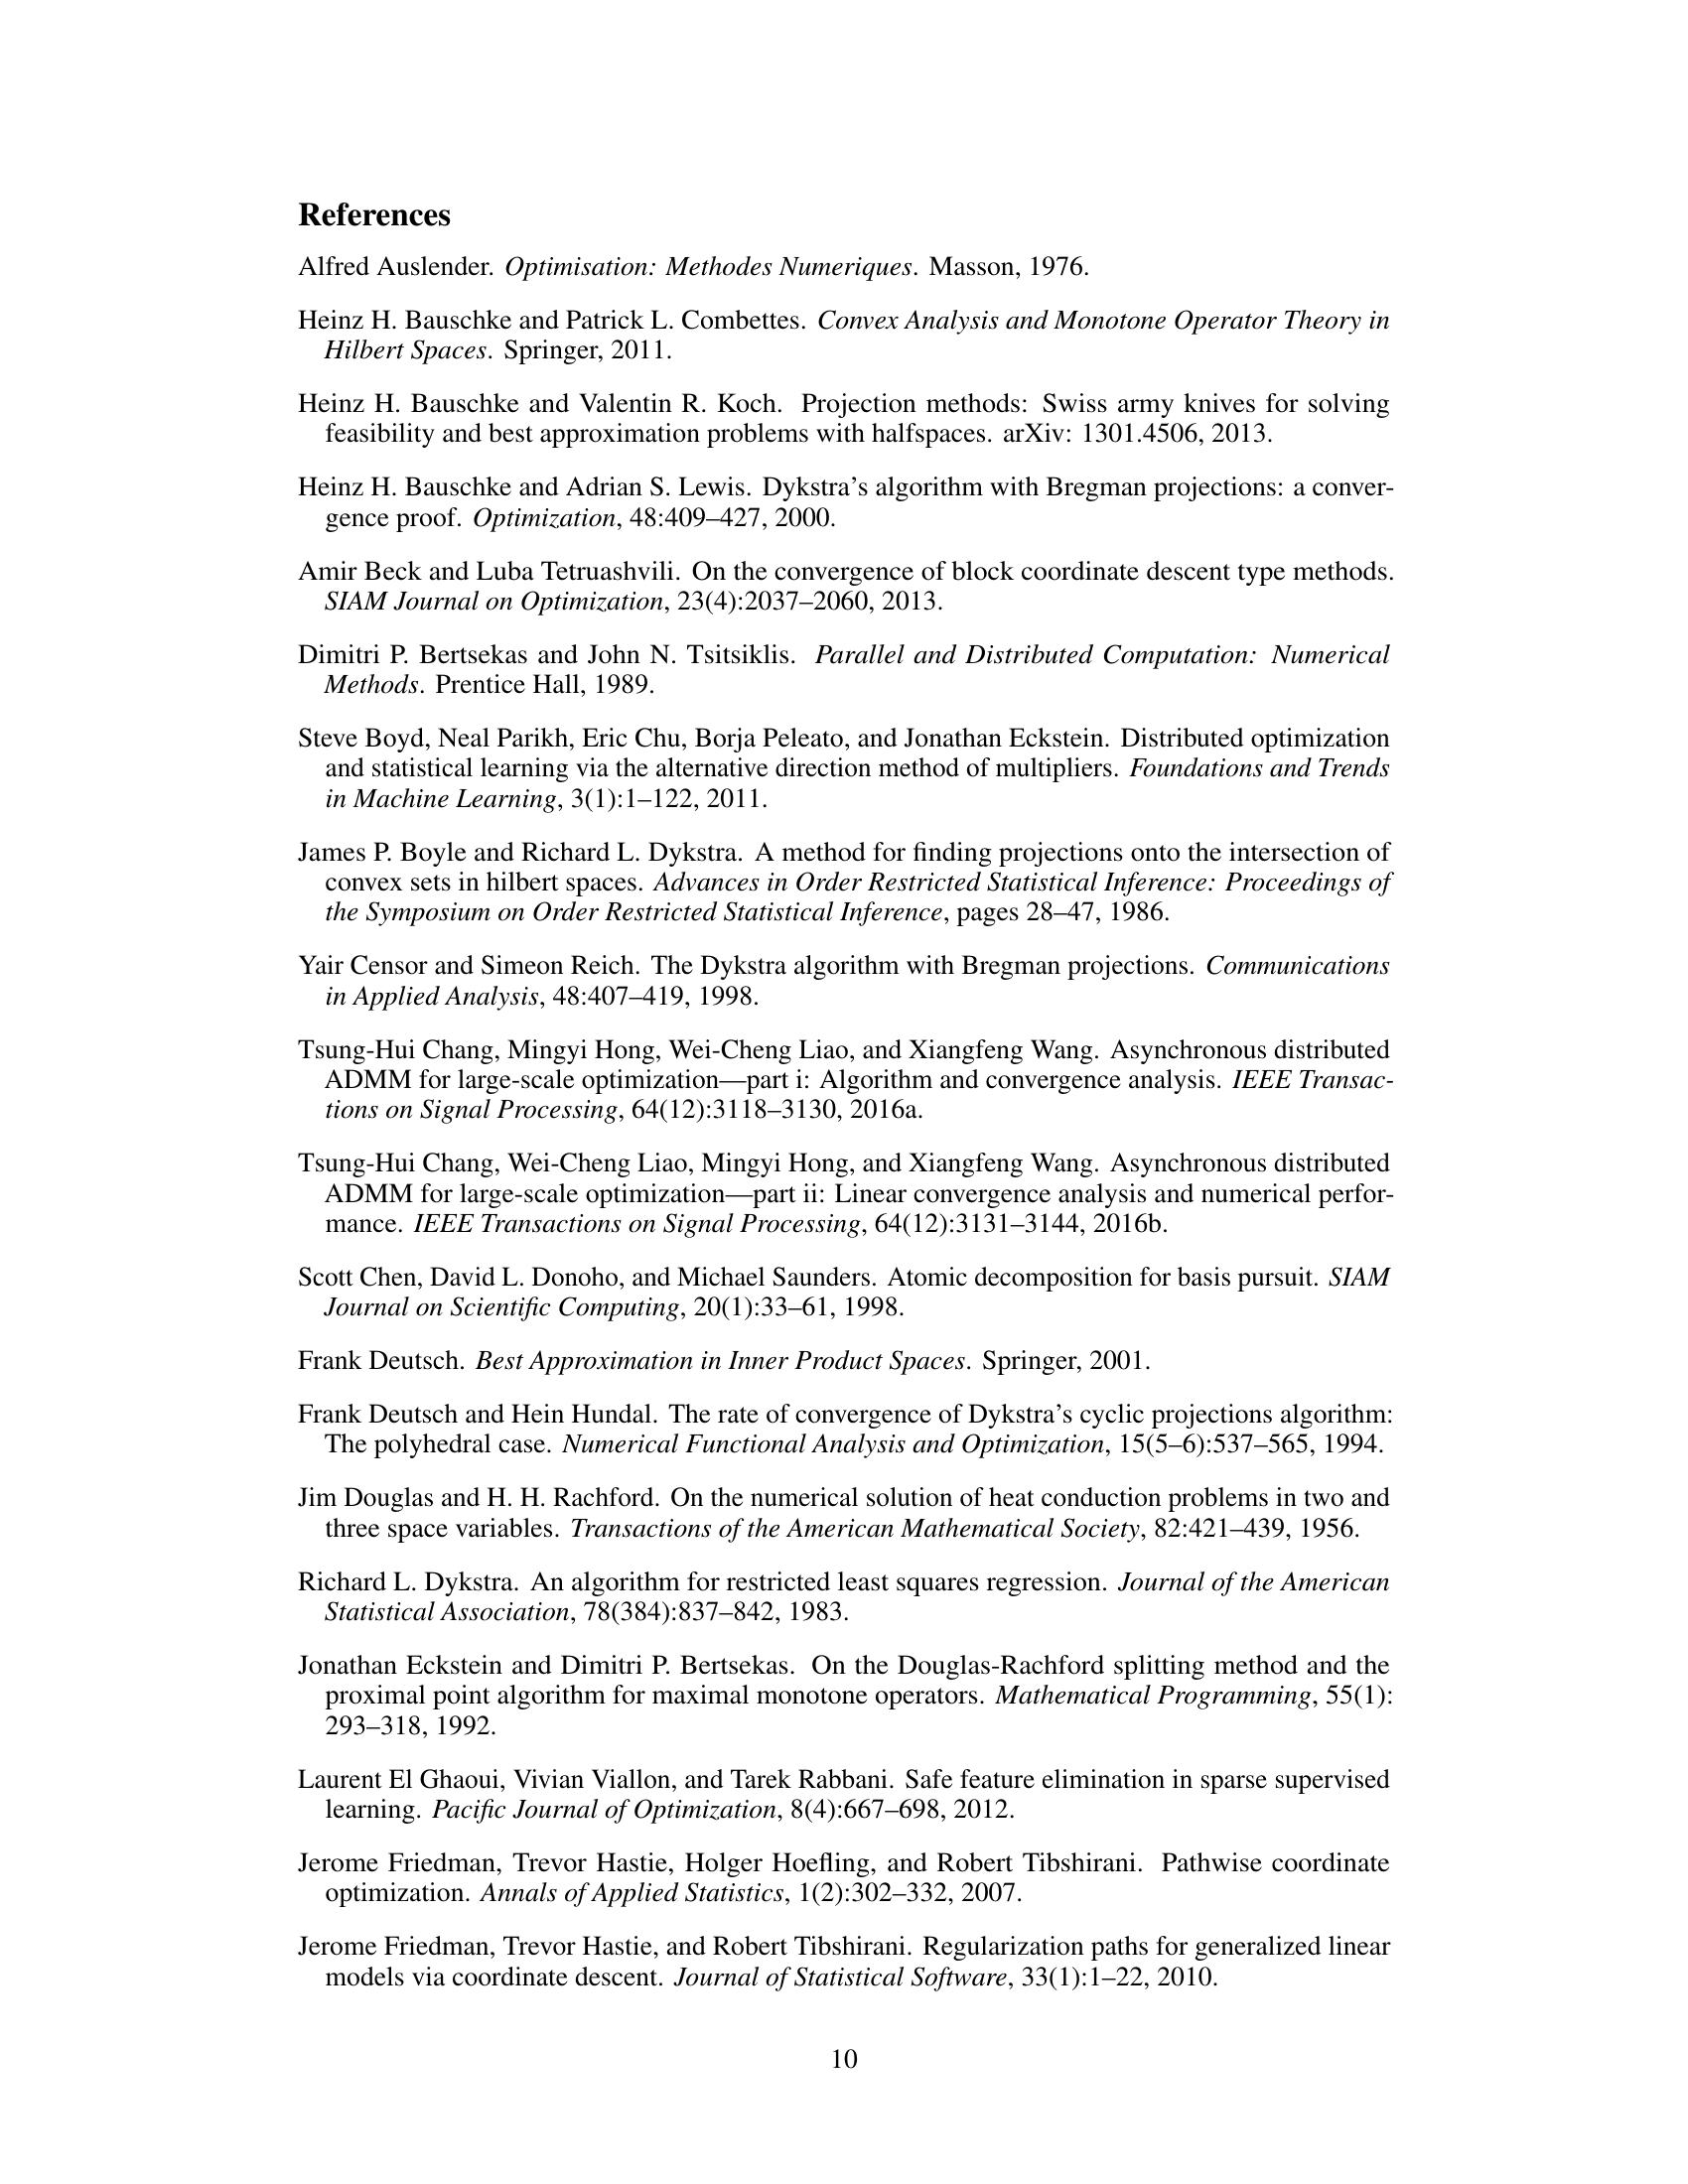 References
Alfred Auslender. Optimisation: Methodes Numeriques. Masson, 1976.
Heinz H. Bauschke and Patrick L. Combettes. Convex Analysis and Monotone Operator Theory in
Hilbert Spaces. Springer, 2011.
Heinz H. Bauschke and Valentin R. Koch. Projection methods: Swiss army knives for solving
feasibility and best approximation problems with halfspaces. arXiv: 1301.4506, 2013.
Heinz H. Bauschke and Adrian S. Lewis. Dykstra's algorithm with Bregman projections: a conver-
gence proof. Optimization, 48:409–427, 2000.
Amir Beck and Luba Tetruashvili. On the convergence of block coordinate descent type methods.
SIAM Journal on Optimization, 23(4):2037–2060, 2013.
Dimitri P. Bertsekas and John N. Tsitsiklis. Parallel and Distributed Computation: Numerical
Methods. Prentice Hall, 1989.
Steve Boyd, Neal Parikh, Eric Chu, Borja Peleato, and Jonathan Eckstein. Distributed optimization
and statistical learning via the alternative direction method of multipliers. Foundations and Trends
in Machine Learning, 3(1):1–122, 2011.
James P. Boyle and Richard L. Dykstra. A method for finding projections onto the intersection of
convex sets in hilbert spaces. Advances in Order Restricted Statistical Inference: Proceedings of
the Symposium on Order Restricted Statistical Inference, pages 28–47, 1986.
Yair Censor and Simeon Reich. The Dykstra algorithm with Bregman projections. Communications
in Applied Analysis, 48:407–419, 1998.
Tsung-Hui Chang, Mingyi Hong, Wei-Cheng Liao, and Xiangfeng Wang. Asynchronous distributed
ADMM for large-scale optimization—part i: Algorithm and convergence analysis. IEEE Transac-
tions on Signal Processing, 64(12):3118–3130, 2016a.
Tsung-Hui Chang, Wei-Cheng Liao, Mingyi Hong, and Xiangfeng Wang. Asynchronous distributed
ADMM for large-scale optimization—part ii: Linear convergence analysis and numerical perfor-
mance. IEEE Transactions on Signal Processing, 64(12):3131–3144, 2016b.
Scott Chen, David L. Donoho, and Michael Saunders. Atomic decomposition for basis pursuit. SIAM
Journal on Scientific Computing, 20(1):33–61, 1998.
Frank Deutsch. Best Approximation in Inner Product Spaces. Springer, 2001.
Frank Deutsch and Hein Hundal. The rate of convergence of Dykstra's cyclic projections algorithm:
The polyhedral case. Numerical Functional Analysis and Optimization, 15(5–6):537–565, 1994.
Jim Douglas and H. H. Rachford. On the numerical solution of heat conduction problems in two and
three space variables. Transactions of the American Mathematical Society, 82:421–439, 1956.
Richard L. Dykstra. An algorithm for restricted least squares regression. Journal of the American
Statistical Association, 78(384):837–842, 1983.
Jonathan Eckstein and Dimitri P. Bertsekas. On the Douglas-Rachford splitting method and the
proximal point algorithm for maximal monotone operators. Mathematical Programming, 55(1):
293–318, 1992.
Laurent El Ghaoui, Vivian Viallon, and Tarek Rabbani. Safe feature elimination in sparse supervised
learning. Pacific Journal of Optimization, 8(4):667–698, 2012.
Jerome Friedman, Trevor Hastie, Holger Hoefling, and Robert Tibshirani. Pathwise coordinate
optimization. Annals of Applied Statistics, 1(2):302–332, 2007.
Jerome Friedman, Trevor Hastie, and Robert Tibshirani. Regularization paths for generalized linear
models via coordinate descent. Journal of Statistical Software, 33(1):1–22, 2010.
10